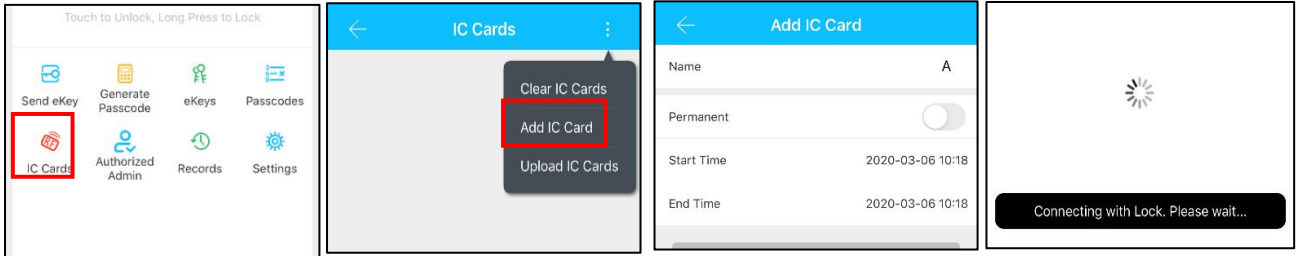 Touch to Unlock, Long Press to Lock
Send eKey
Generate
Passcode
eKeys
Passcodes
IC Cards
Authorized
Admin
Records
Settings
IC Cards
Clear IC Cards
Add IC Card
Upload IC Cards
Add IC Card
Name A
Permanent
Start Time 2020-03-06 10:18
End Time 2020-03-06 10:18
Connecting with Lock. Please wait...